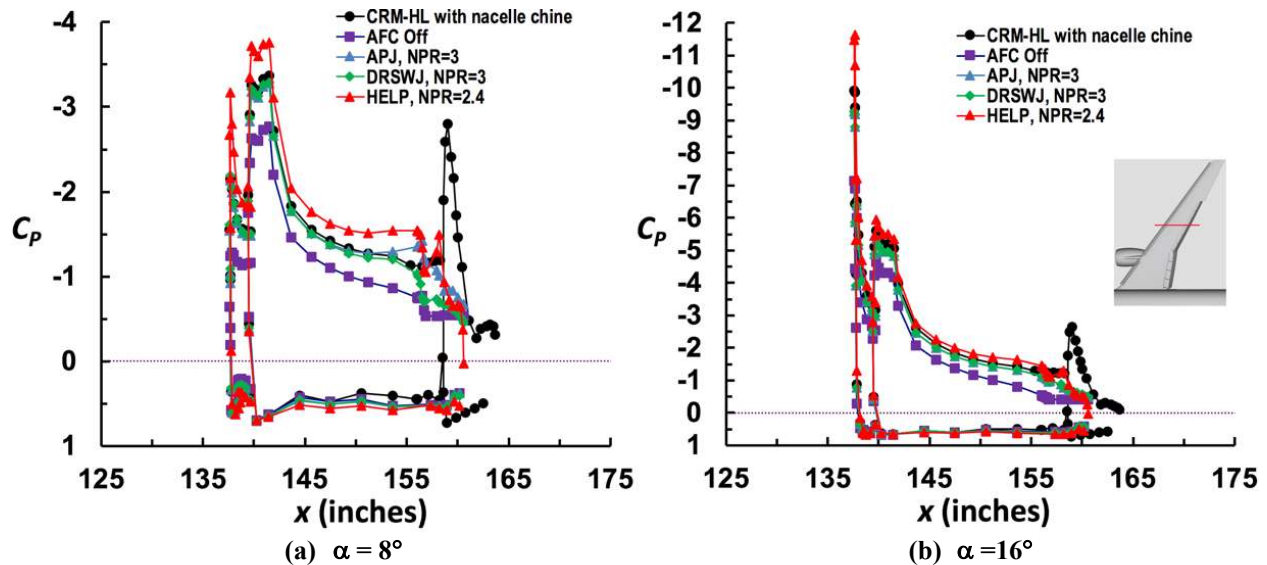 -4
-3
-2
-1
0
1
C_P
125 135 145 155 165 175
x (inches)
CRM-HL with nacelle chine
AFC Off
APJ, NPR=3
DRSWJ, NPR=3
HELP, NPR=2.4
(a) α = 8°
-12
-11
-10
-9
-8
-7
-6
-5
-4
-3
-2
-1
0
1
C_P
125 135 145 155 165 175
x (inches)
CRM-HL with nacelle chine
AFC Off
APJ, NPR=3
DRSWJ, NPR=3
HELP, NPR=2.4
(b) α =16°